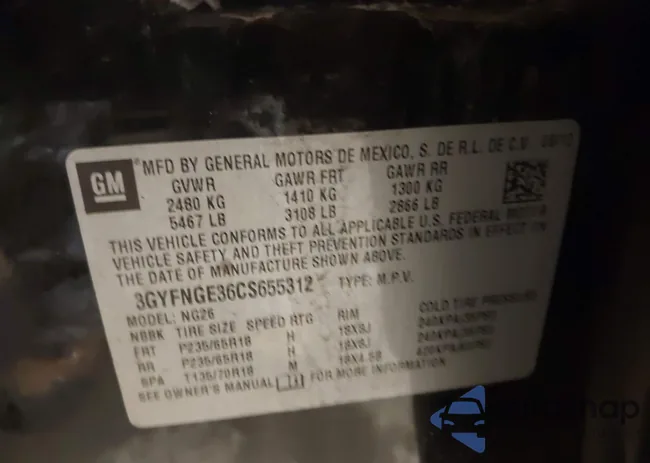 GM
MFD BY GENERAL MOTORS DE MEXICO, S. DE R.L. DE C.V.
GVWR GAWR FRT GAWR RR
2480 KG 1410 KG 1300 KG
5467 LB 3108 LB 2866 LB
THIS VEHICLE CONFORMS TO ALL APPLICABLE U.S. FEDERAL MOTOR
VEHICLE SAFETY AND THEFT PREVENTION STANDARDS IN EFFECT ON
THE DATE OF MANUFACTURE SHOWN ABOVE.
3GYFNGE36CS655312 TYPE: M.P.V.
MODEL: NG26
NBBK TIRE SIZE SPEED RTG RIM COLD TIRE PRESSURE
FRT P235/65R18 H 18X8J
RR P235/65R18 H 18X8J
SPA T135/70R18 M 18X4.5B
SEE OWNER'S MANUAL FOR MORE INFORMATION